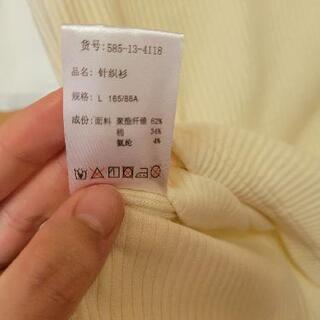 货号: 585-13-4118
品名: 针织衫
规格: L 165/88A
成份: 面料 聚酯纤维 62%
棉 34%
氨纶 4%